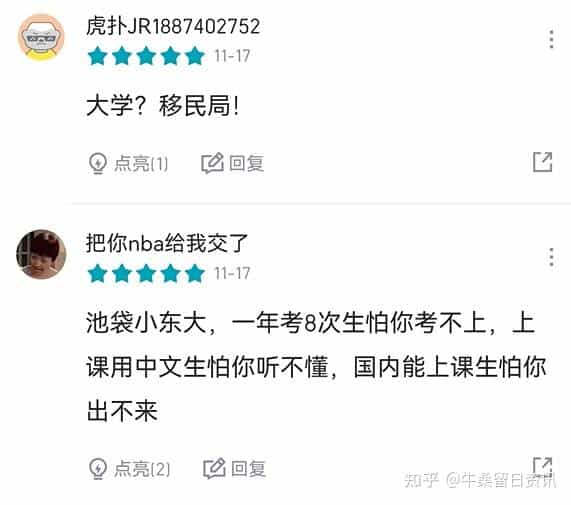 虎扑JR1887402752
11-17
大学？移民局！
点亮(1) 回复
把你nba给我交了
11-17
池袋小东大，一年考8次生怕你考不上，上
课用中文生怕你听不懂，国内能上课生怕你
出不来
点亮(2) 回复
知乎 @牛桑留日资讯